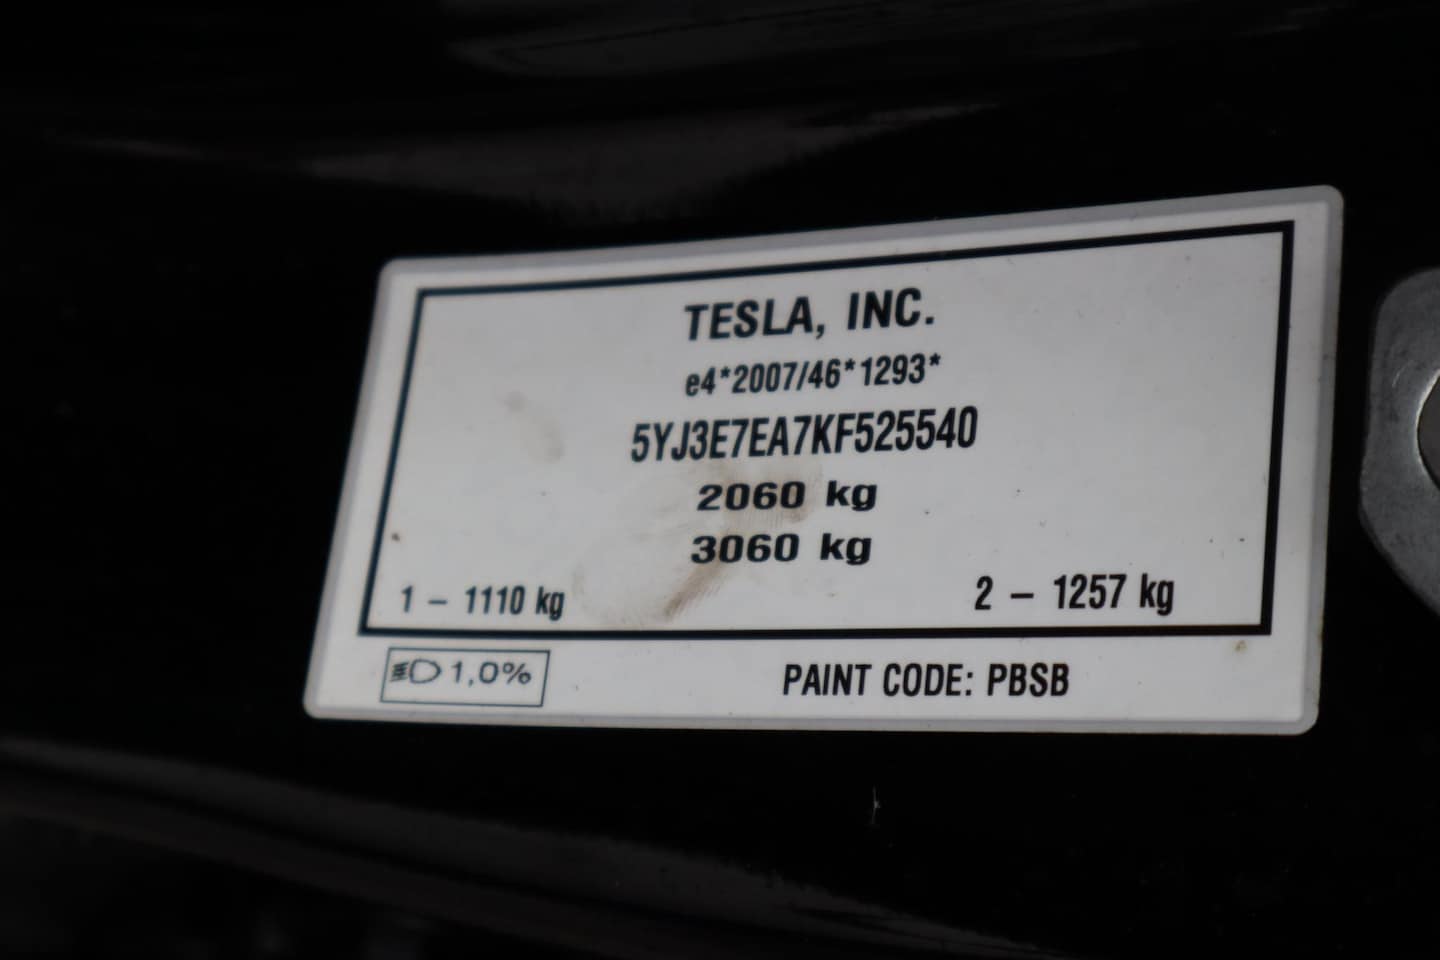 TESLA, INC.
e4*2007/46*1293*
5YJ3E7EA7KF525540
2060 kg
3060 kg
1 – 1110 kg
2 – 1257 kg
1,0%
PAINT CODE: PBSB